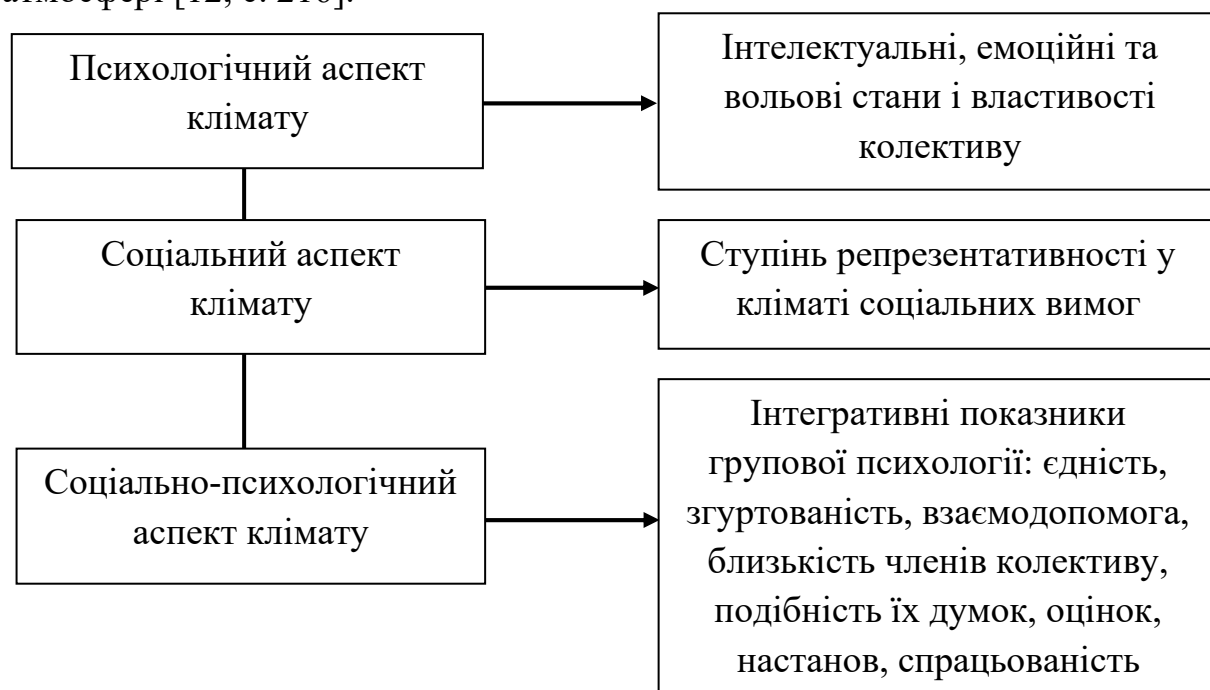 атмосфері [12, с. 210].
Психологічний аспект
клімату
Інтелектуальні, емоційні та
вольові стани і властивості
колективу
Соціальний аспект
клімату
Ступінь репрезентативності у
кліматі соціальних вимог
Соціально-психологічний
аспект клімату
Інтегративні показники
групової психології: єдність,
згуртованість, взаємодопомога,
близькість членів колективу,
подібність їх думок, оцінок,
настанов, спрацьованість